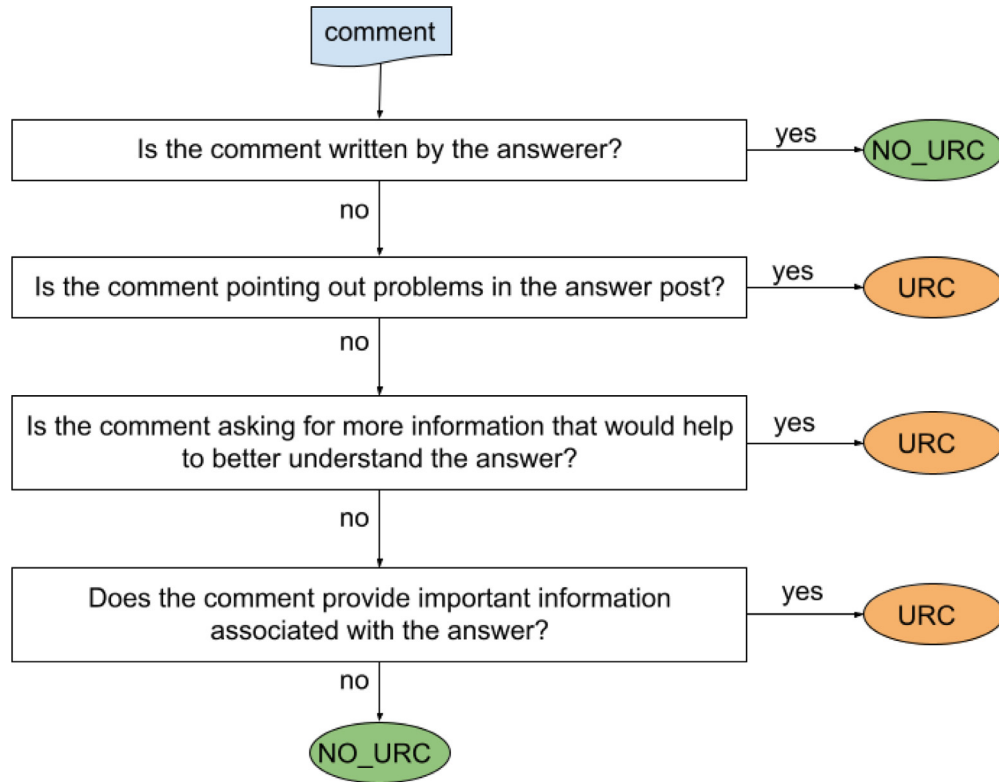 comment
Is the comment written by the answerer?
yes
NO_URC
no
Is the comment pointing out problems in the answer post?
yes
URC
no
Is the comment asking for more information that would help
to better understand the answer?
yes
URC
no
Does the comment provide important information
associated with the answer?
yes
URC
no
NO_URC